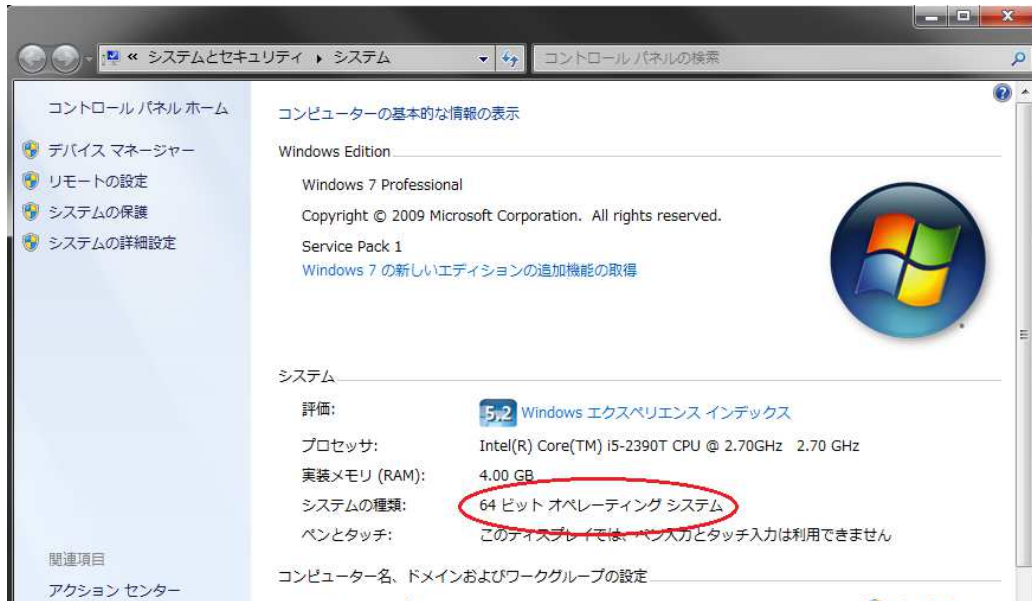 « システムとセキュリティ ▸ システム
コントロール パネルの検索
コントロール パネル ホーム
デバイス マネージャー
リモートの設定
システムの保護
システムの詳細設定
関連項目
アクション センター
コンピューターの基本的な情報の表示
Windows Edition
Windows 7 Professional
Copyright © 2009 Microsoft Corporation. All rights reserved.
Service Pack 1
Windows 7 の新しいエディションの追加機能の取得
システム
評価: 5.2 Windows エクスペリエンス インデックス
プロセッサ: Intel(R) Core(TM) i5-2390T CPU @ 2.70GHz 2.70 GHz
実装メモリ (RAM): 4.00 GB
システムの種類: 64 ビット オペレーティング システム
ペンとタッチ: このディスプレイでは、ペン入力とタッチ入力は利用できません
コンピューター名、ドメインおよびワークグループの設定